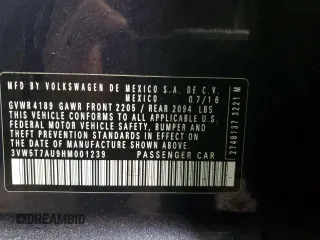 MFD. BY VOLKSWAGEN DE MEXICO S.A. DE C.V.
MEXICO 07/16
GVWR 4189 GAWR FRONT 2205 / REAR 2094 LBS
THIS VEHICLE CONFORMS TO ALL APPLICABLE U.S.
FEDERAL MOTOR VEHICLE SAFETY, BUMPER AND
THEFT PREVENTION STANDARDS IN EFFECT ON THE
DATE OF MANUFACTURE SHOWN ABOVE.
3VW5T7AU9HM001239 PASSENGER CAR
2748137 3221 M
© DREAMBID